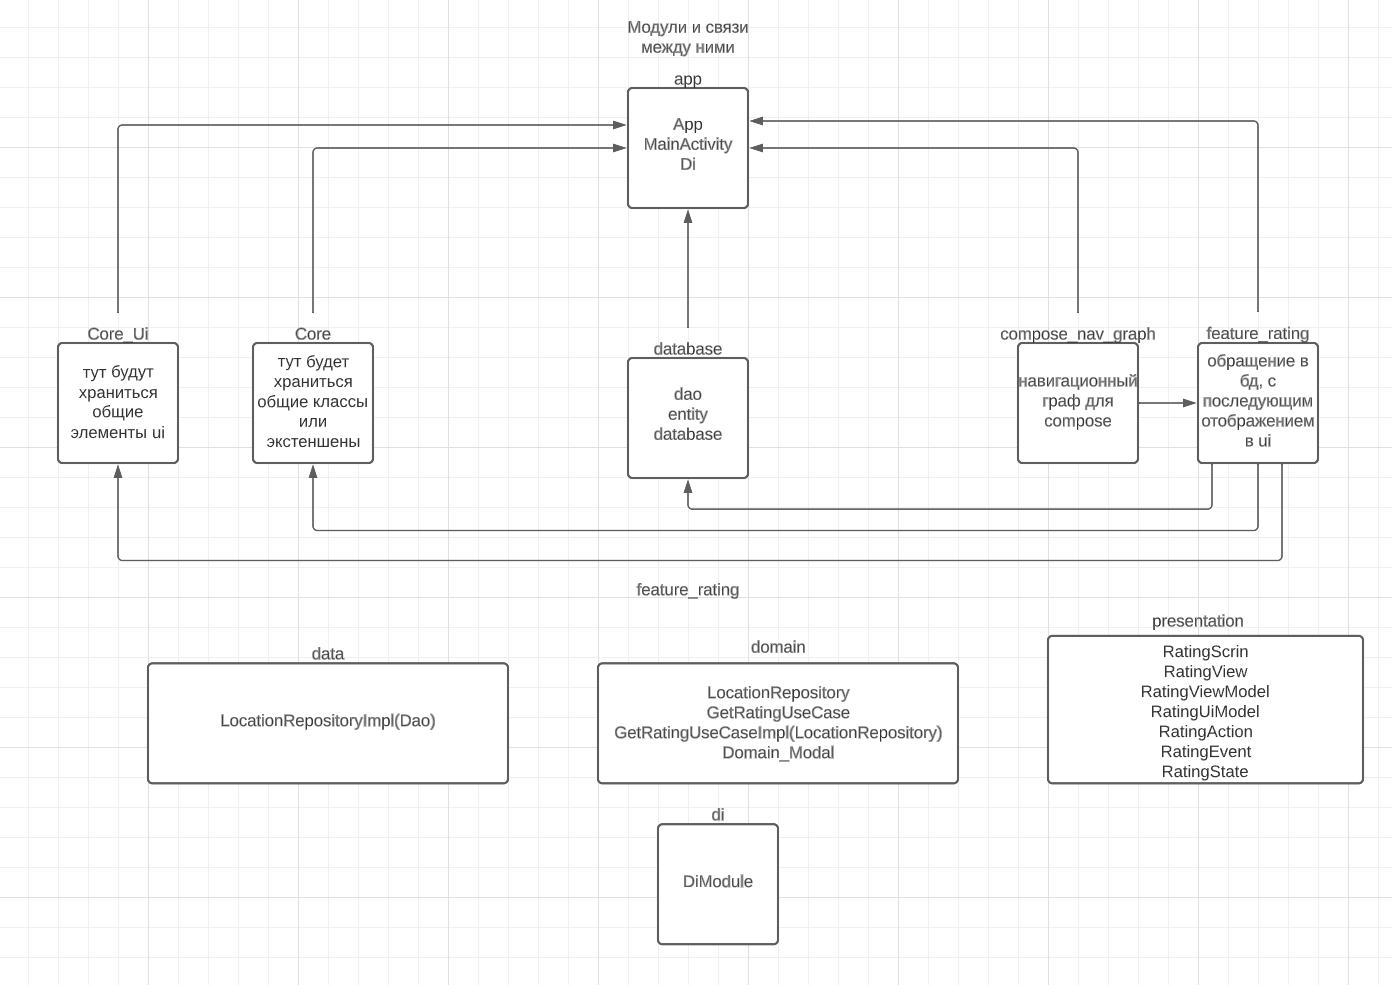 Модули и связи
между ними
app
App
MainActivity
Di
Core_Ui
тут будут
храниться
общие
элементы ui
Core
тут будет
храниться
общие классы
или
экстеншены
database
dao
entity
database
compose_nav_graph
навигационный
граф для
compose
feature_rating
обращение в
бд, с
последующим
отображением
в ui
feature_rating
data
LocationRepositoryImpl(Dao)
domain
LocationRepository
GetRatingUseCase
GetRatingUseCaseImpl(LocationRepository)
Domain_Modal
presentation
RatingScrin
RatingView
RatingViewModel
RatingUiModel
RatingAction
RatingEvent
RatingState
di
DiModule